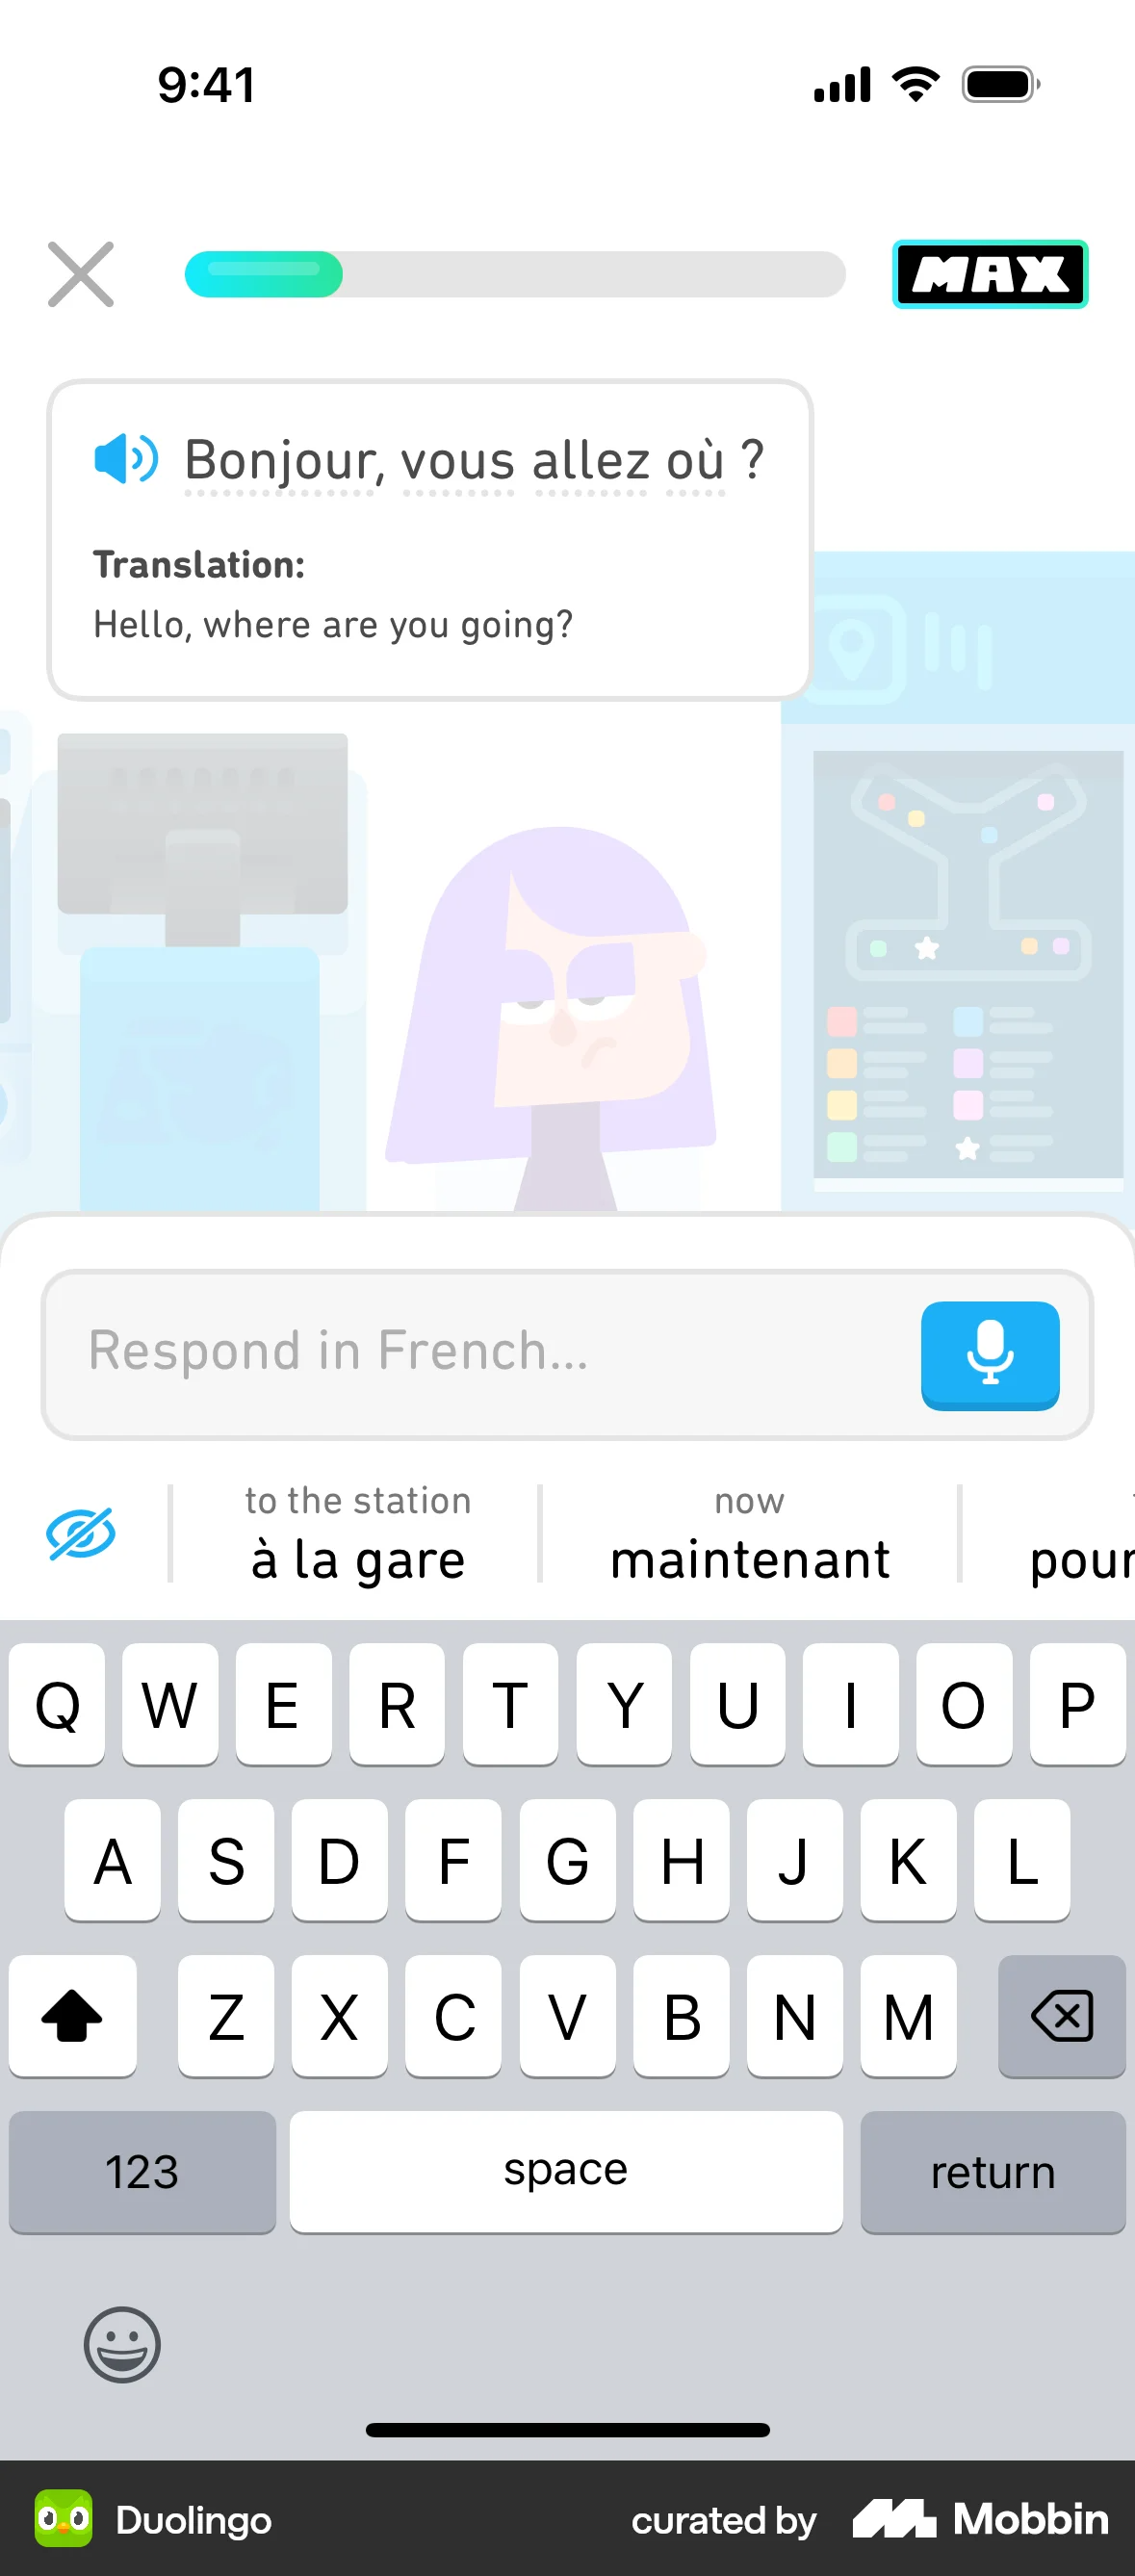 9:41
MAX
Bonjour, vous allez où ?
Translation:
Hello, where are you going?
Respond in French...
to the station
now
à la gare
maintenant
pour
Q W E R T Y U I O P
A S D F G H J K L
Z X C V B N M
123
space
return
Duolingo
curated by
Mobbin